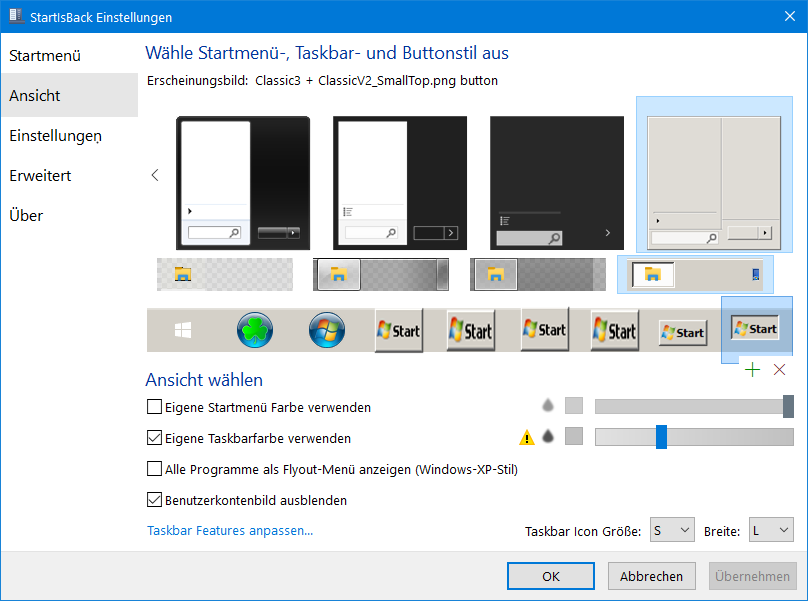 StartIsBack Einstellungen
Startmenü
Ansicht
Einstellungen
Erweitert
Über
Wähle Startmenü-, Taskbar- und Buttonstil aus
Erscheinungsbild: Classic3 + ClassicV2_SmallTop.png button
Start
Start
Start
Start
Start
Start
Ansicht wählen
Eigene Startmenü Farbe verwenden
Eigene Taskbarfarbe verwenden
Alle Programme als Flyout-Menü anzeigen (Windows-XP-Stil)
Benutzerkontenbild ausblenden
Taskbar Features anpassen...
Taskbar Icon Größe: S Breite: L
OK Abbrechen Übernehmen